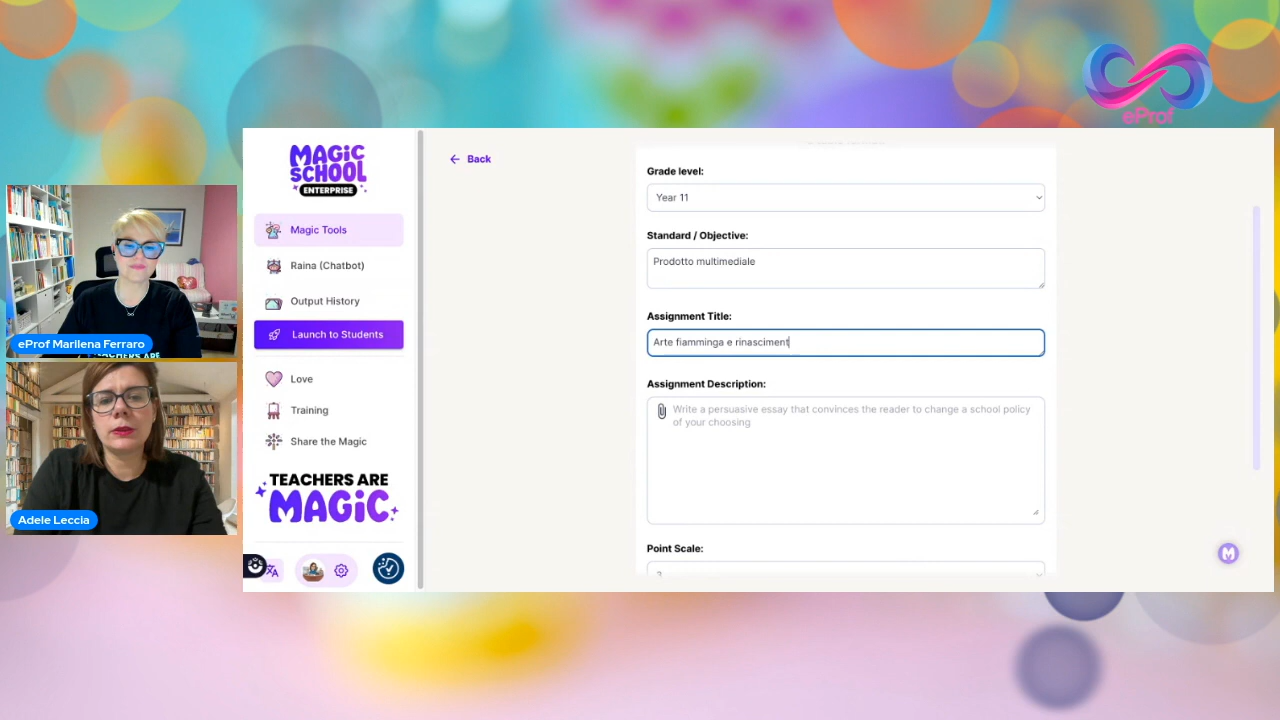 eProf
MAGIC
SCHOOL
ENTERPRISE
Back
Grade level:
Year 11
Magic Tools
Standard / Objective:
Prodotto multimediale
Raina (Chatbot)
Output History
Assignment Title:
Launch to Students
Arte fiamminga e rinasciment
eProf Marilena Ferraro
Love
Assignment Description:
Training
Write a persuasive essay that convinces the reader to change a school policy
of your choosing
Share the Magic
TEACHERS ARE
MAGIC
Adele Leccia
Point Scale:
3